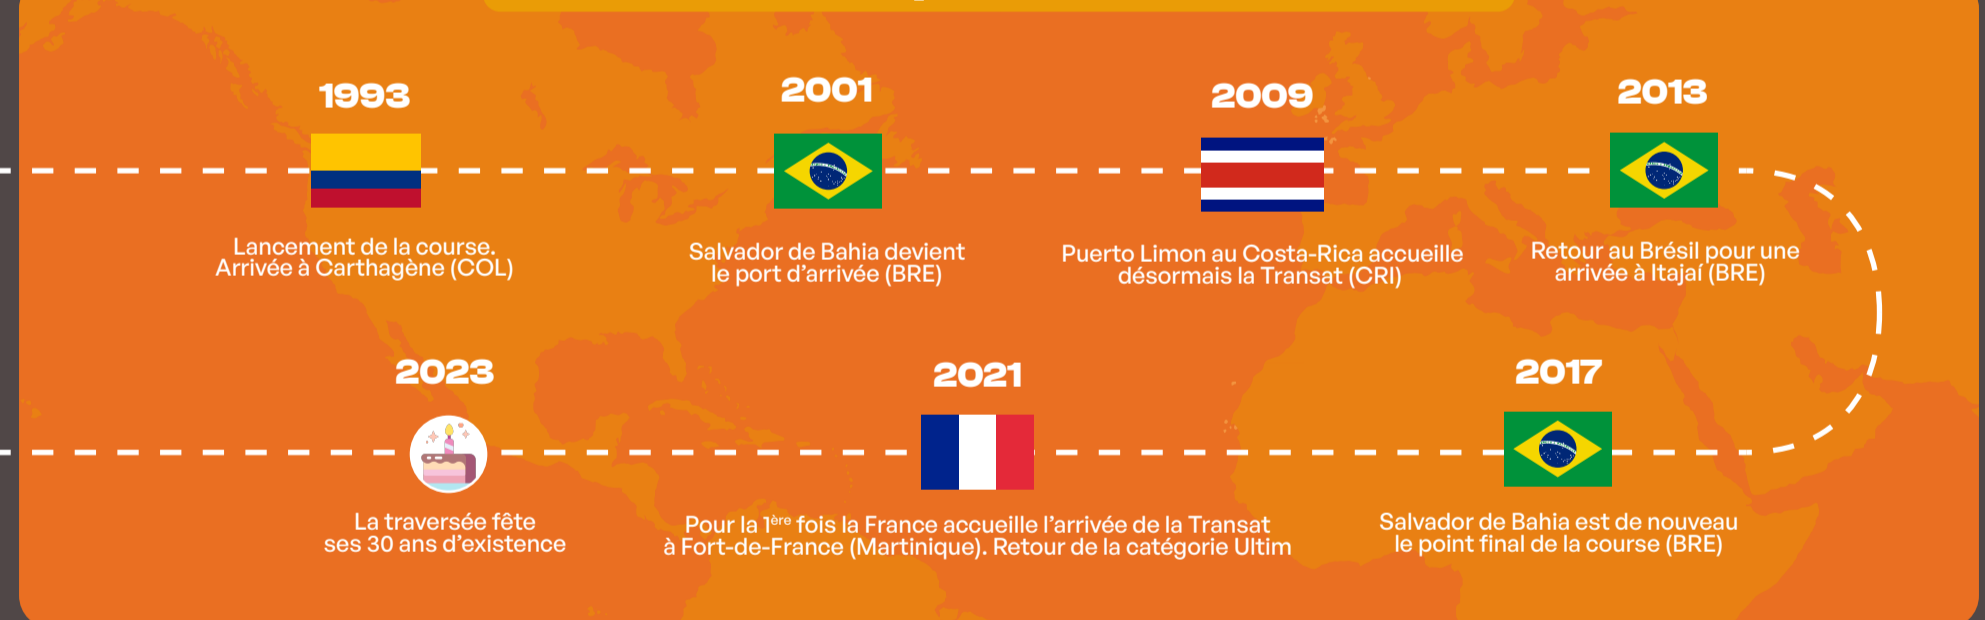 1993
Lancement de la course.
Arrivée à Carthagène (COL)
2001
Salvador de Bahia devient
le port d'arrivée (BRE)
2009
Puerto Limon au Costa-Rica accueille
désormais la Transat (CRI)
2013
Retour au Brésil pour une
arrivée à Itajaí (BRE)
2017
Salvador de Bahia est de nouveau
le point final de la course (BRE)
2021
Pour la 1ère fois la France accueille l'arrivée de la Transat
à Fort-de-France (Martinique). Retour de la catégorie Ultim
2023
La traversée fête
ses 30 ans d'existence